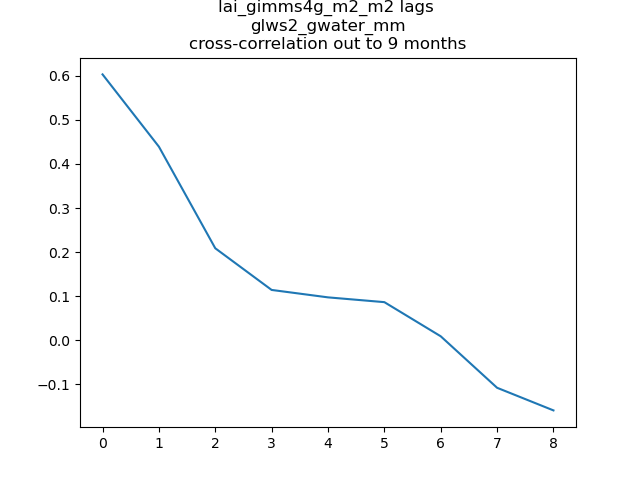 lai_gimms4g_m2_m2 lags
glws2_gwater_mm
cross-correlation out to 9 months
0.6
0.5
0.4
0.3
0.2
0.1
0.0
−0.1
0 1 2 3 4 5 6 7 8